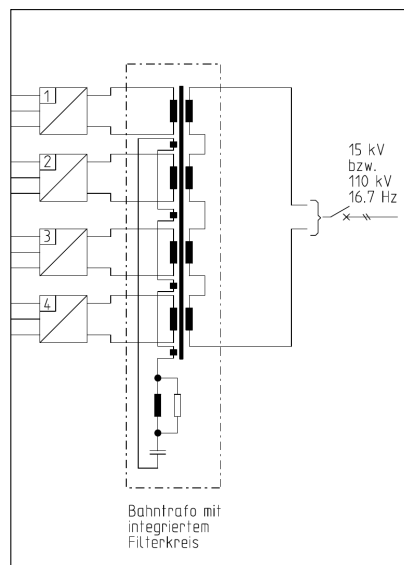 1
2
3
4
15 kV
bzw.
110 kV
16.7 Hz
Bahntrafo mit
integriertem
Filterkreis